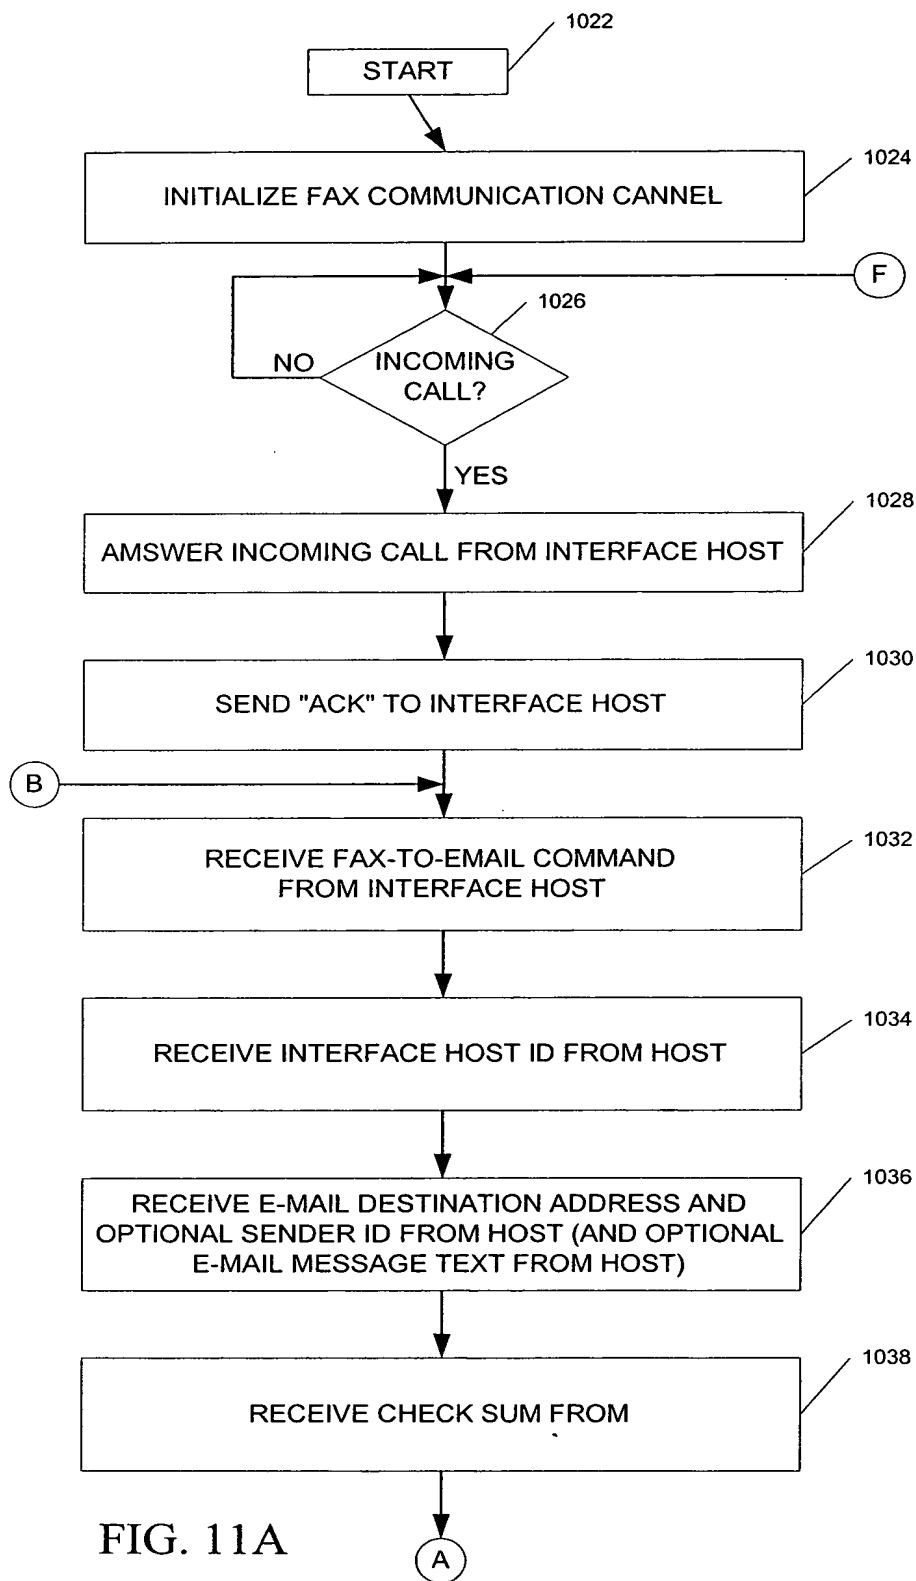 1022
START
1024
INITIALIZE FAX COMMUNICATION CANNEL
F
1026
INCOMING
CALL?
NO
YES
1028
AMSWER INCOMING CALL FROM INTERFACE HOST
1030
SEND "ACK" TO INTERFACE HOST
B
1032
RECEIVE FAX-TO-EMAIL COMMAND
FROM INTERFACE HOST
1034
RECEIVE INTERFACE HOST ID FROM HOST
1036
RECEIVE E-MAIL DESTINATION ADDRESS AND
OPTIONAL SENDER ID FROM HOST (AND OPTIONAL
E-MAIL MESSAGE TEXT FROM HOST)
1038
RECEIVE CHECK SUM FROM
FIG. 11A
A